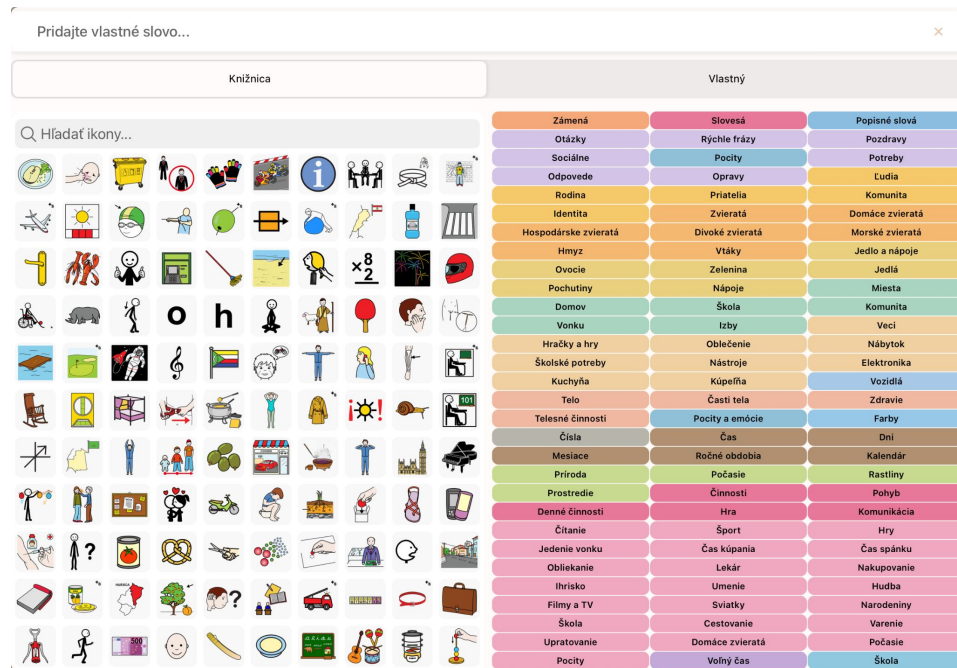 Pridajte vlastné slovo...
×
Knižnica
Vlastný
Hľadať ikony...
×8
2
o
h
101
?
500
HUESCA
?
Zámená Slovesá Popisné slová
Otázky Rýchle frázy Pozdravy
Sociálne Pocity Potreby
Odpovede Opravy Ľudia
Rodina Priatelia Komunita
Identita Zvieratá Domáce zvieratá
Hospodárske zvieratá Divoké zvieratá Morské zvieratá
Hmyz Vtáky Jedlo a nápoje
Ovocie Zelenina Jedlá
Pochutiny Nápoje Miesta
Domov Škola Komunita
Vonku Izby Veci
Hračky a hry Oblečenie Nábytok
Školské potreby Nástroje Elektronika
Kuchyňa Kúpeľňa Vozidlá
Telo Časti tela Zdravie
Telesné činnosti Pocity a emócie Farby
Čísla Čas Dni
Mesiace Ročné obdobia Kalendár
Príroda Počasie Rastliny
Prostredie Činnosti Pohyb
Denné činnosti Hra Komunikácia
Čítanie Šport Hry
Jedenie vonku Čas kúpania Čas spánku
Obliekanie Lekár Nakupovanie
Ihrisko Umenie Hudba
Filmy a TV Sviatky Narodeniny
Škola Cestovanie Varenie
Upratovanie Domáce zvieratá Počasie
Pocity Voľný čas Škola